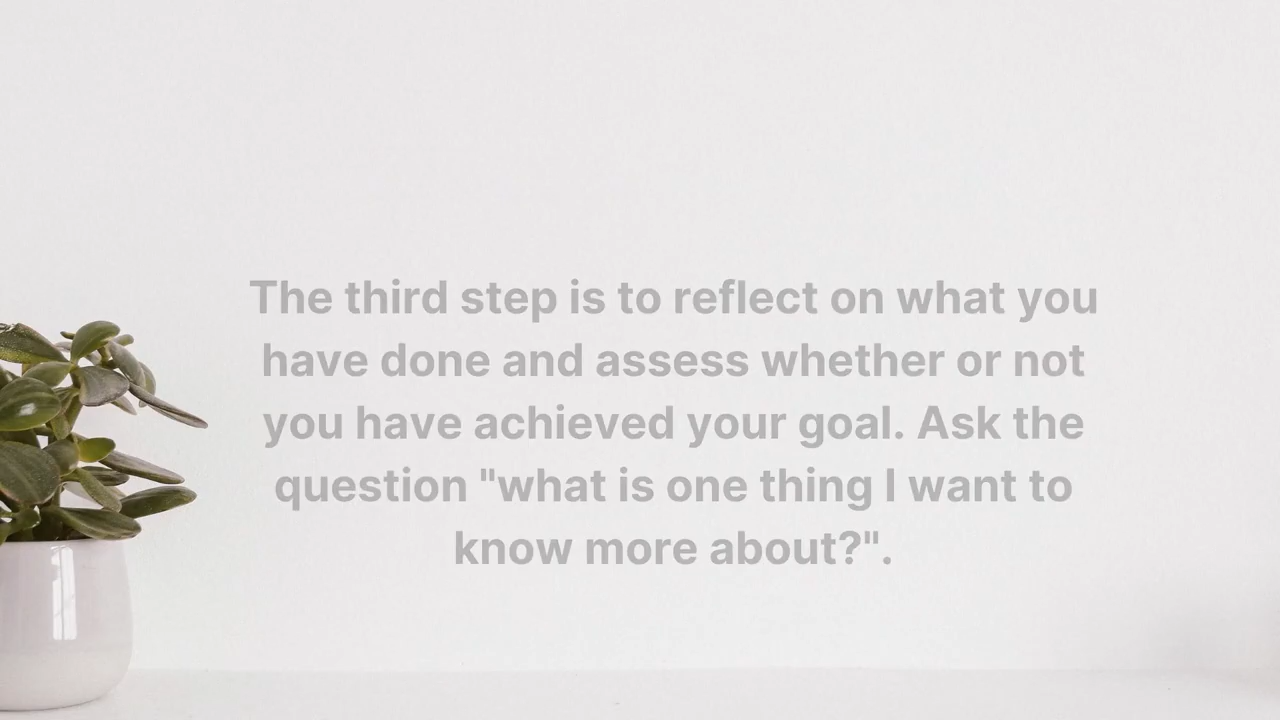 The third step is to reflect on what you
have done and assess whether or not
you have achieved your goal. Ask the
question "what is one thing I want to
know more about?".